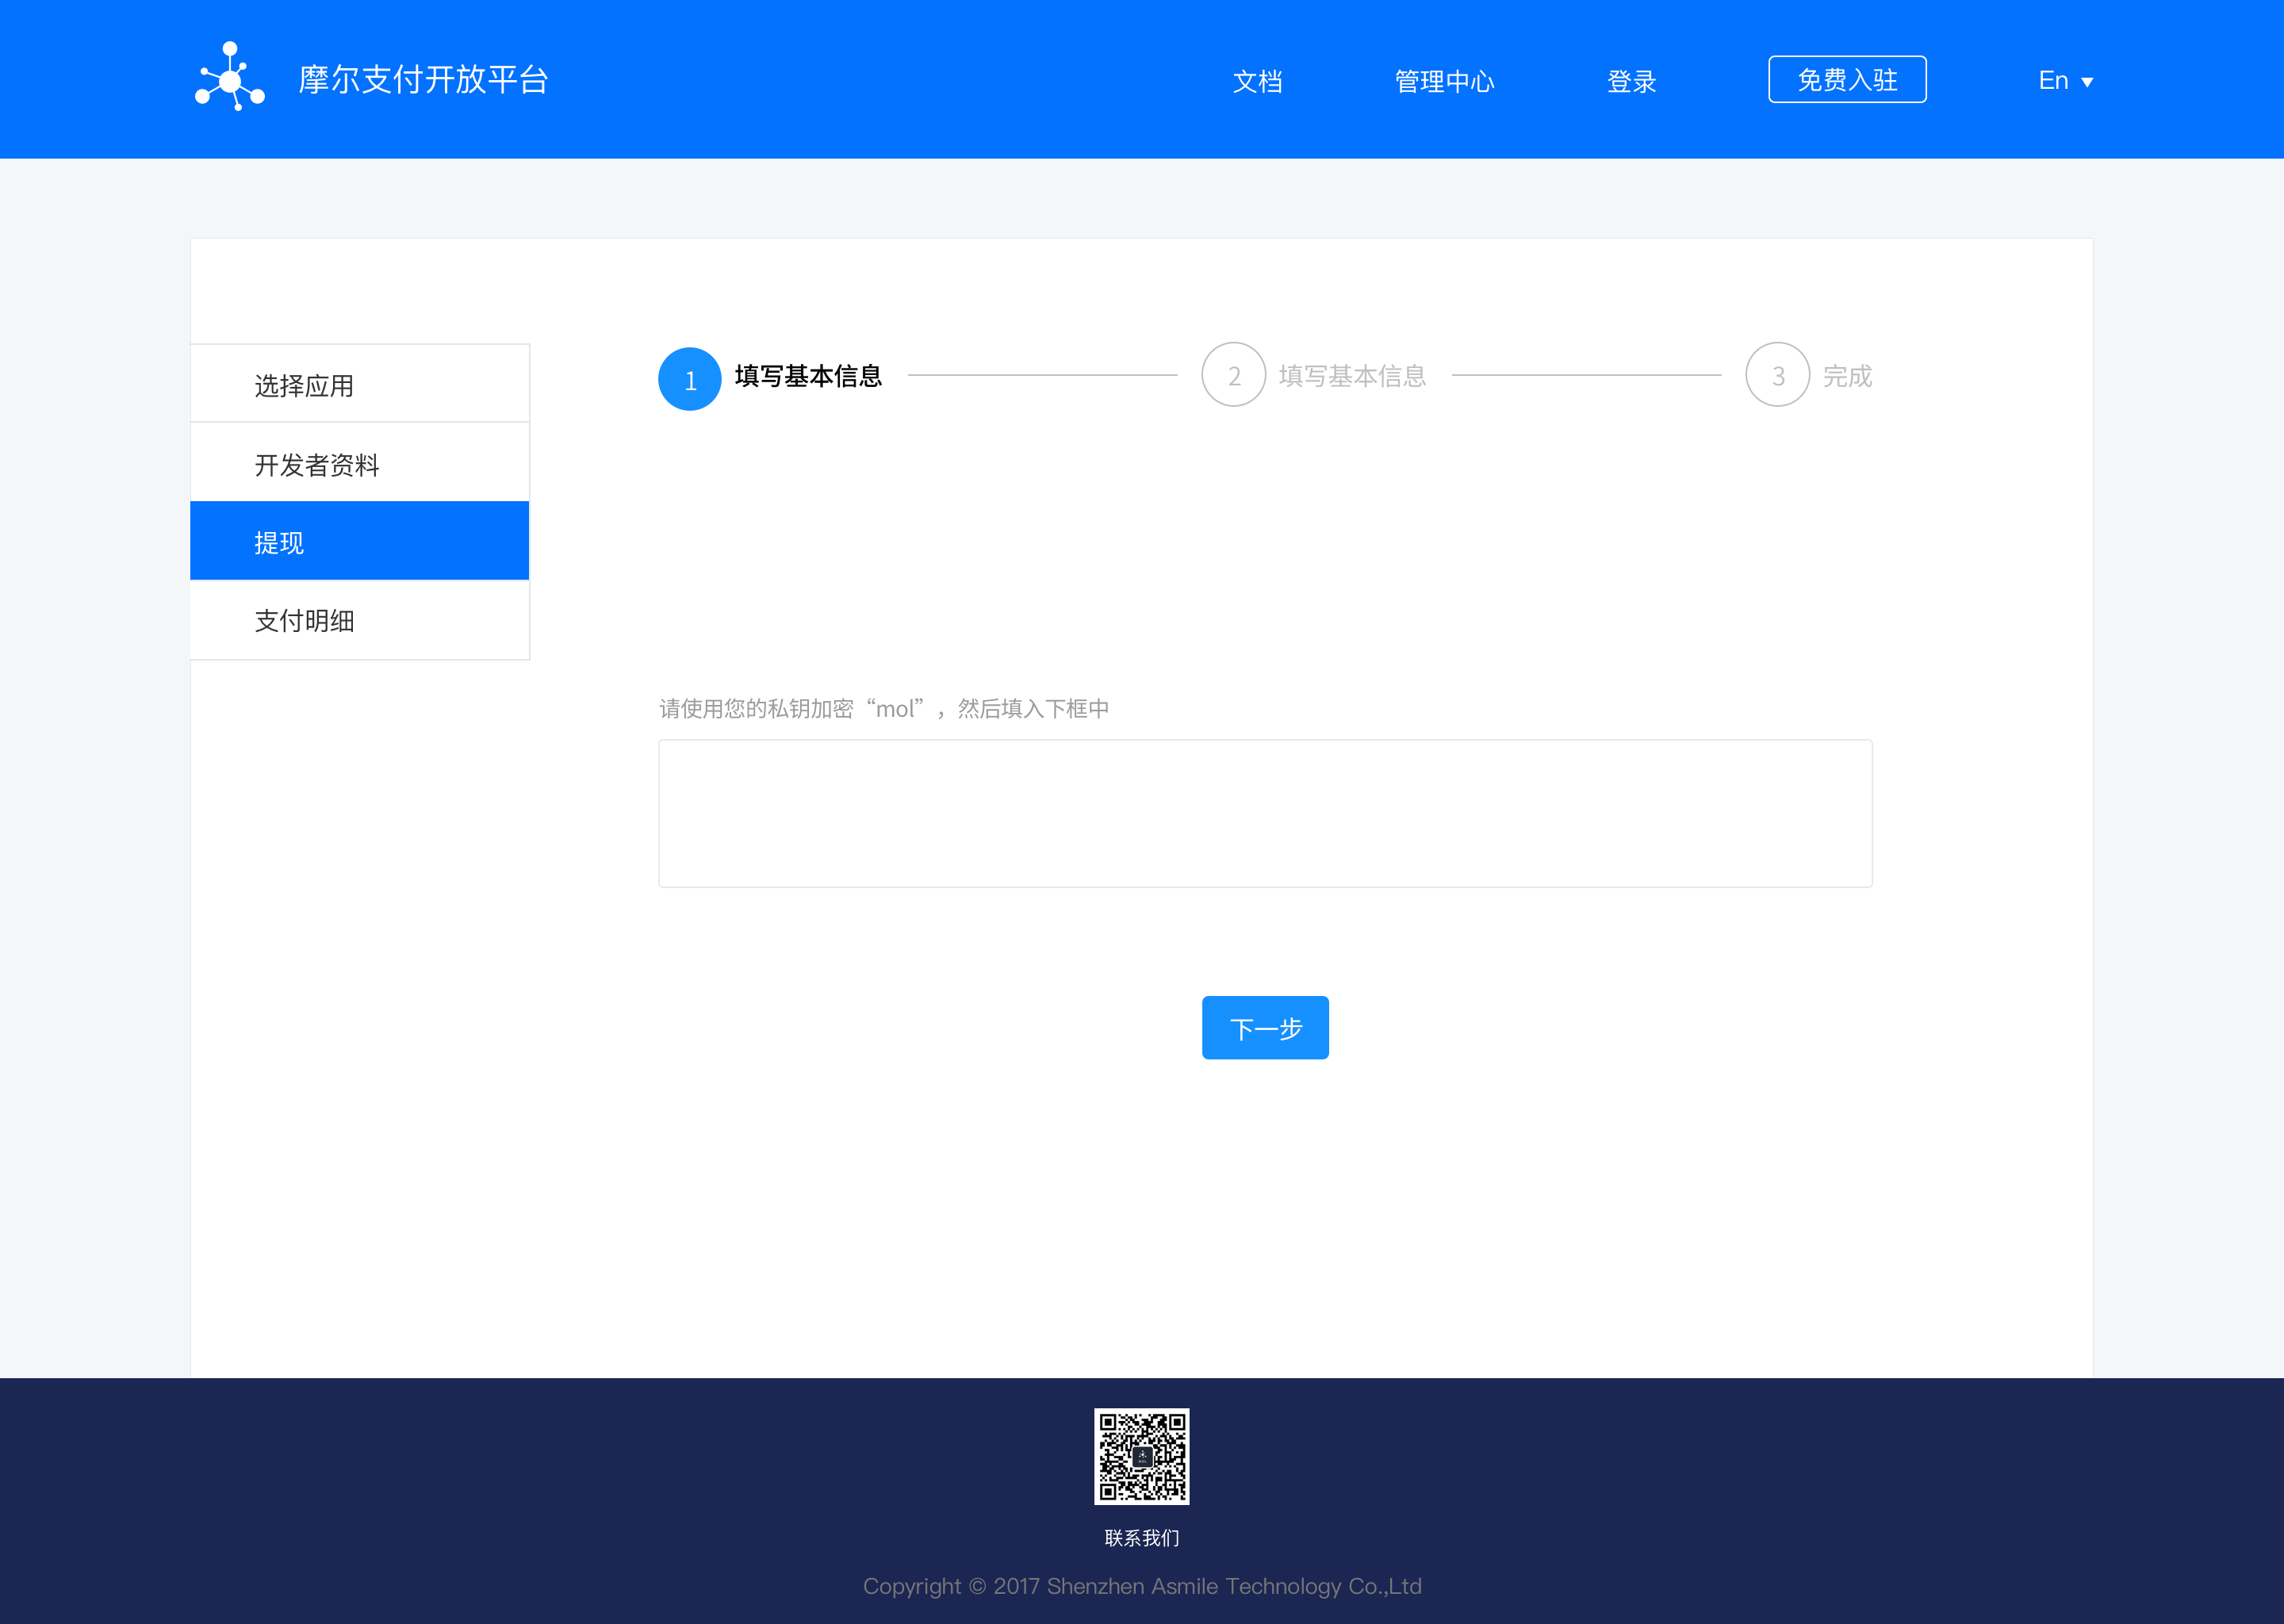 摩尔支付开放平台
文档 管理中心 登录 免费入驻 En
选择应用
开发者资料
提现
支付明细
1 填写基本信息 2 填写基本信息 3 完成
请使用您的私钥加密“mol”，然后填入下框中
下一步
联系我们
Copyright © 2017 Shenzhen Asmile Technology Co.,Ltd